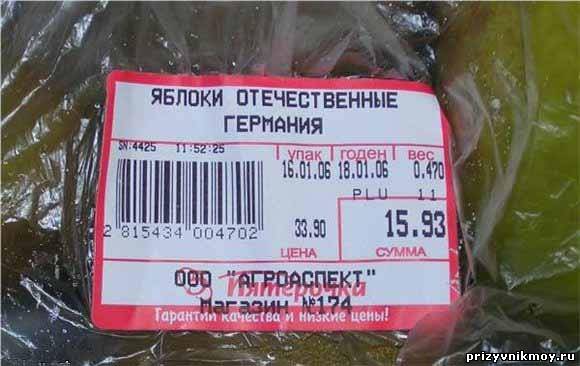 ЯБЛОКИ ОТЕЧЕСТВЕННЫЕ
ГЕРМАНИЯ
SN:4425 11:52:25
упак годен вес
16.01.06 18.01.06 0.470
PLU 11
33.90 15.93
2 815434 004702
ЦЕНА СУММА
ООО "АГРОАСПЕКТ"
Пятерочка
Магазин №174
Гарантии качества и низкие цены!
prizyvnikmoy.ru